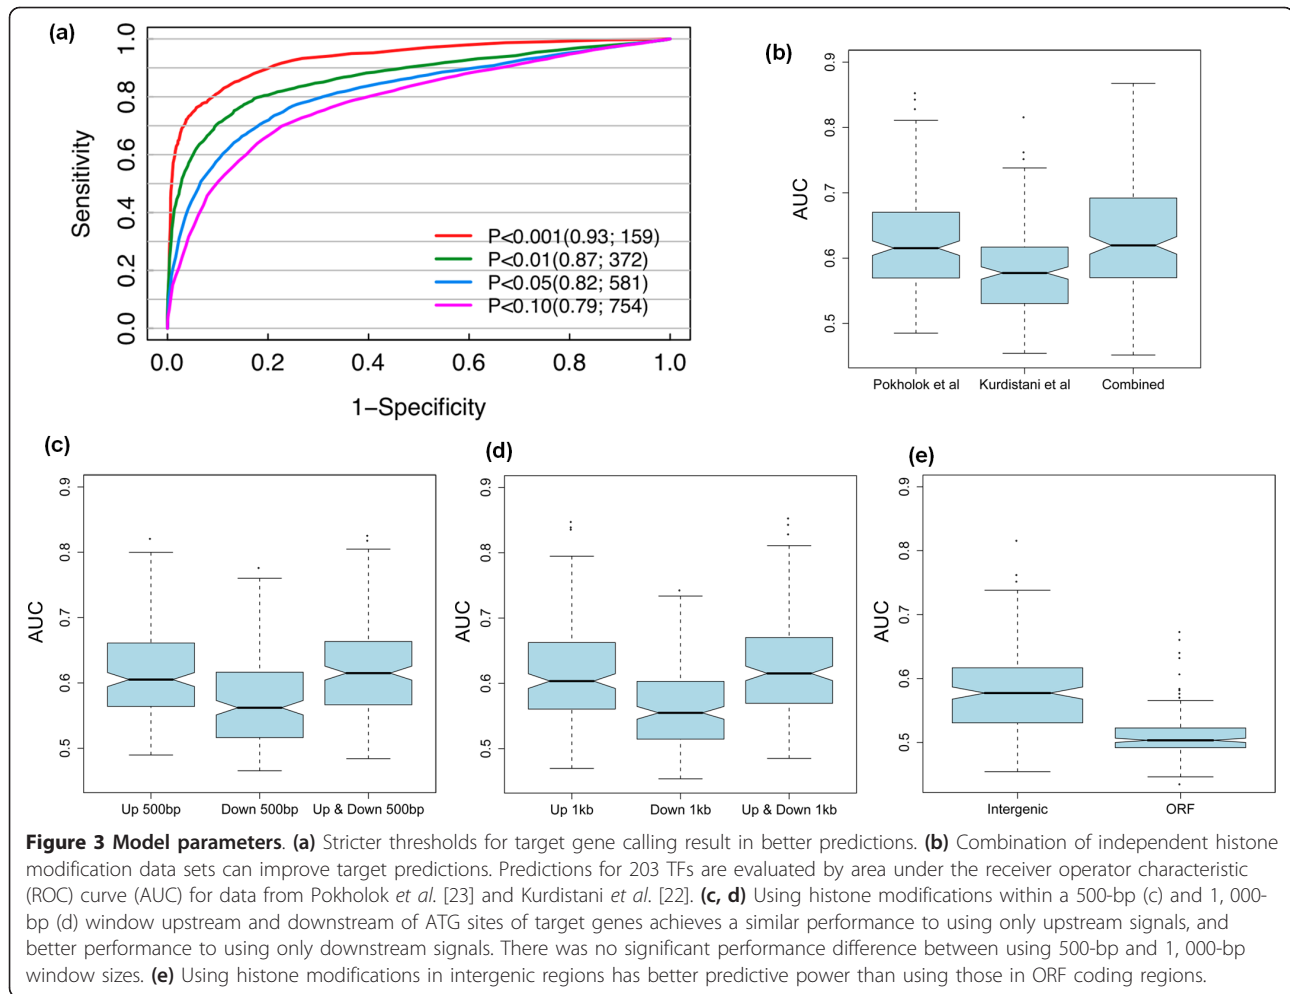 (a)
1.0
0.8
0.6
0.4
0.2
0.0
Sensitivity
P<0.001(0.93; 159)
P<0.01(0.87; 372)
P<0.05(0.82; 581)
P<0.10(0.79; 754)
0.0 0.2 0.4 0.6 0.8 1.0
1−Specificity
(b)
0.9
0.8
0.7
0.6
0.5
AUC
Pokholok et al Kurdistani et al Combined
(c)
0.9
0.8
0.7
0.6
0.5
AUC
Up 500bp Down 500bp Up & Down 500bp
(d)
0.9
0.8
0.7
0.6
0.5
AUC
Up 1kb Down 1kb Up & Down 1kb
(e)
0.9
0.8
0.7
0.6
0.5
AUC
Intergenic ORF
Figure 3 Model parameters. (a) Stricter thresholds for target gene calling result in better predictions. (b) Combination of independent histone
modification data sets can improve target predictions. Predictions for 203 TFs are evaluated by area under the receiver operator characteristic
(ROC) curve (AUC) for data from Pokholok et al. [23] and Kurdistani et al. [22]. (c, d) Using histone modifications within a 500-bp (c) and 1, 000-
bp (d) window upstream and downstream of ATG sites of target genes achieves a similar performance to using only upstream signals, and
better performance to using only downstream signals. There was no significant performance difference between using 500-bp and 1, 000-bp
window sizes. (e) Using histone modifications in intergenic regions has better predictive power than using those in ORF coding regions.